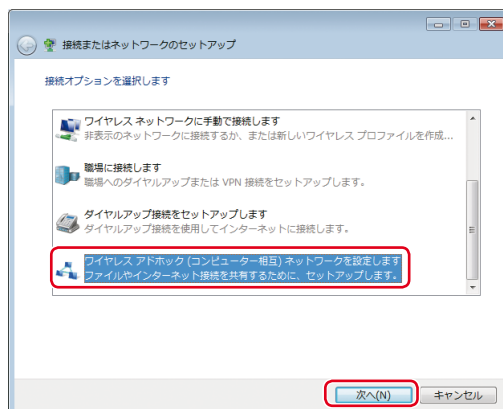 接続またはネットワークのセットアップ
接続オプションを選択します
ワイヤレス ネットワークに手動で接続します
非表示のネットワークに接続するか、または新しいワイヤレス プロファイルを作成...
職場に接続します
職場へのダイヤルアップまたは VPN 接続をセットアップします。
ダイヤルアップ接続をセットアップします
ダイヤルアップ接続を使用してインターネットに接続します。
ワイヤレス アドホック (コンピューター相互) ネットワークを設定します
ファイルやインターネット接続を共有するために、セットアップします。
次へ(N)
キャンセル